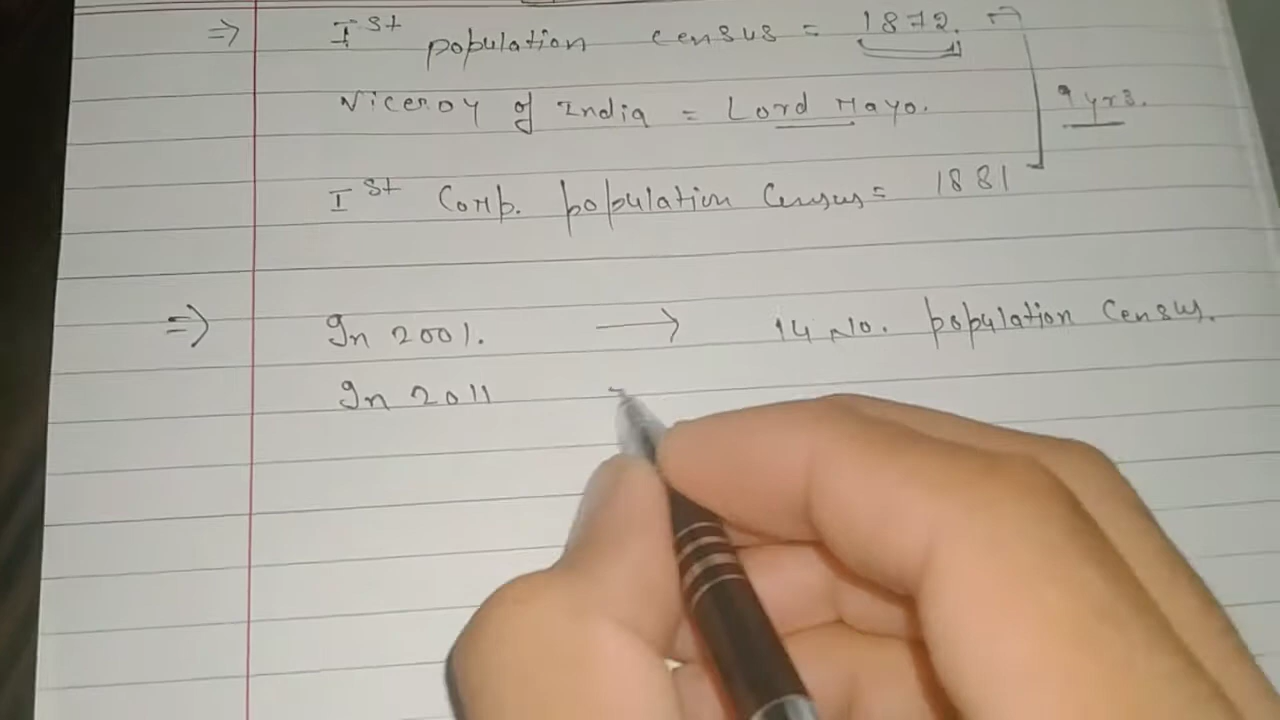 ⇒ Ist population census = 1872.
Viceroy of India = Lord Mayo.
9 yrs.
Ist Comp. population Census = 1881
⇒ In 2001. → 14 No. population Census.
In 2011